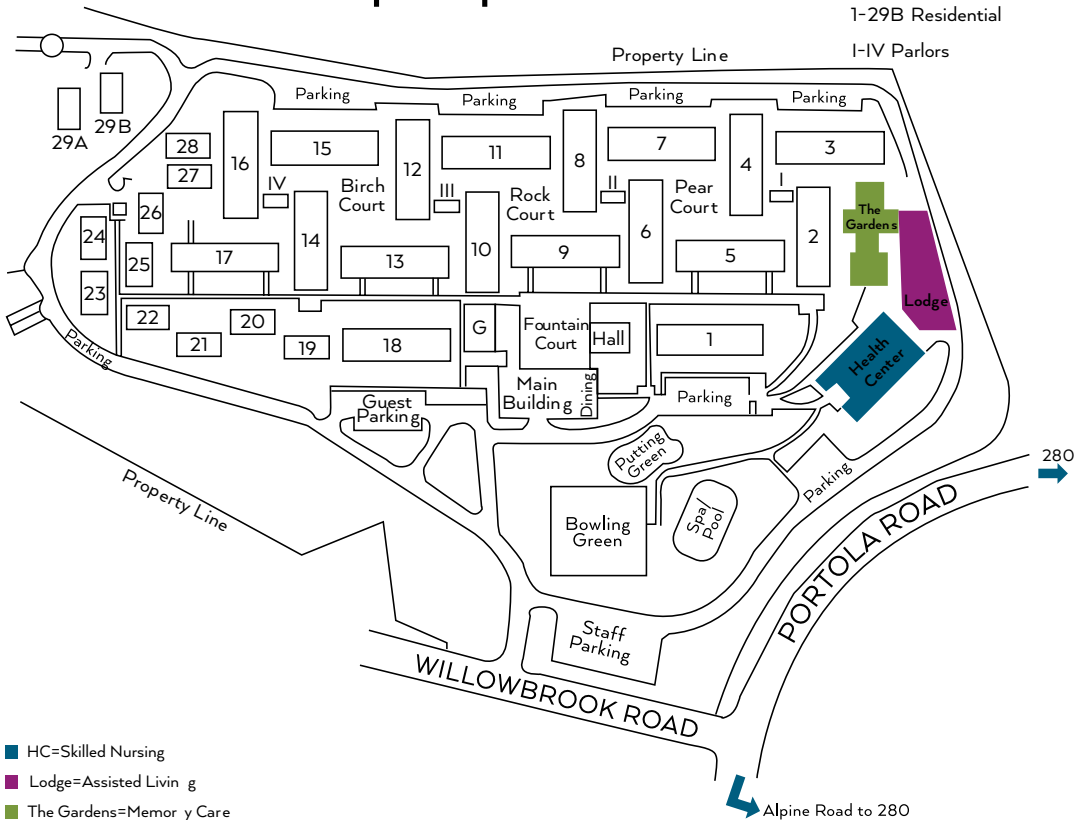 1-29B Residential
Property Line
I-IV Parlors
Parking
Parking
Parking
Parking
29A
29B
28
27
16
15
12
11
8
7
4
3
IV
III
II
I
Birch
Court
Rock
Court
Pear
Court
26
24
25
23
17
14
13
10
9
6
5
2
The
Garden s
Lodge
22
21
20
19
18
G
Fountain
Court
Hall
1
Health
Center
Parking
Main
Buildin g
Dining
Guest
Parkin g
Parking
Putting
Green
Parking
Spa/
Pool
Bowling
Green
Property Line
280
PORTOLA ROAD
Staff
Parking
WILLOWBROOK ROAD
HC=Skilled Nursing
Lodge=Assisted Livin g
The Gardens=Memor y Care
Alpine Road to 280